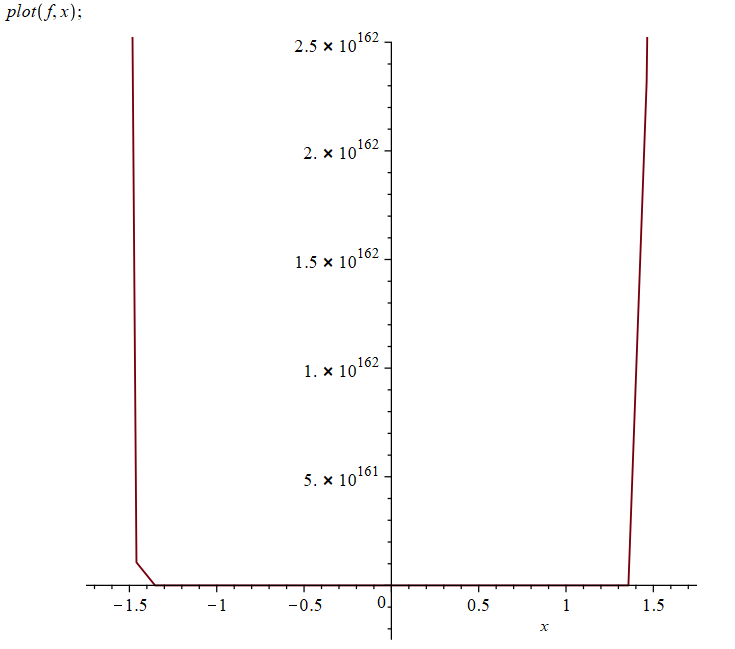 plot(f, x);
2.5 × 10^162
2. × 10^162
1.5 × 10^162
1. × 10^162
5. × 10^161
−1.5 −1 −0.5 0. 0.5 1 1.5
x